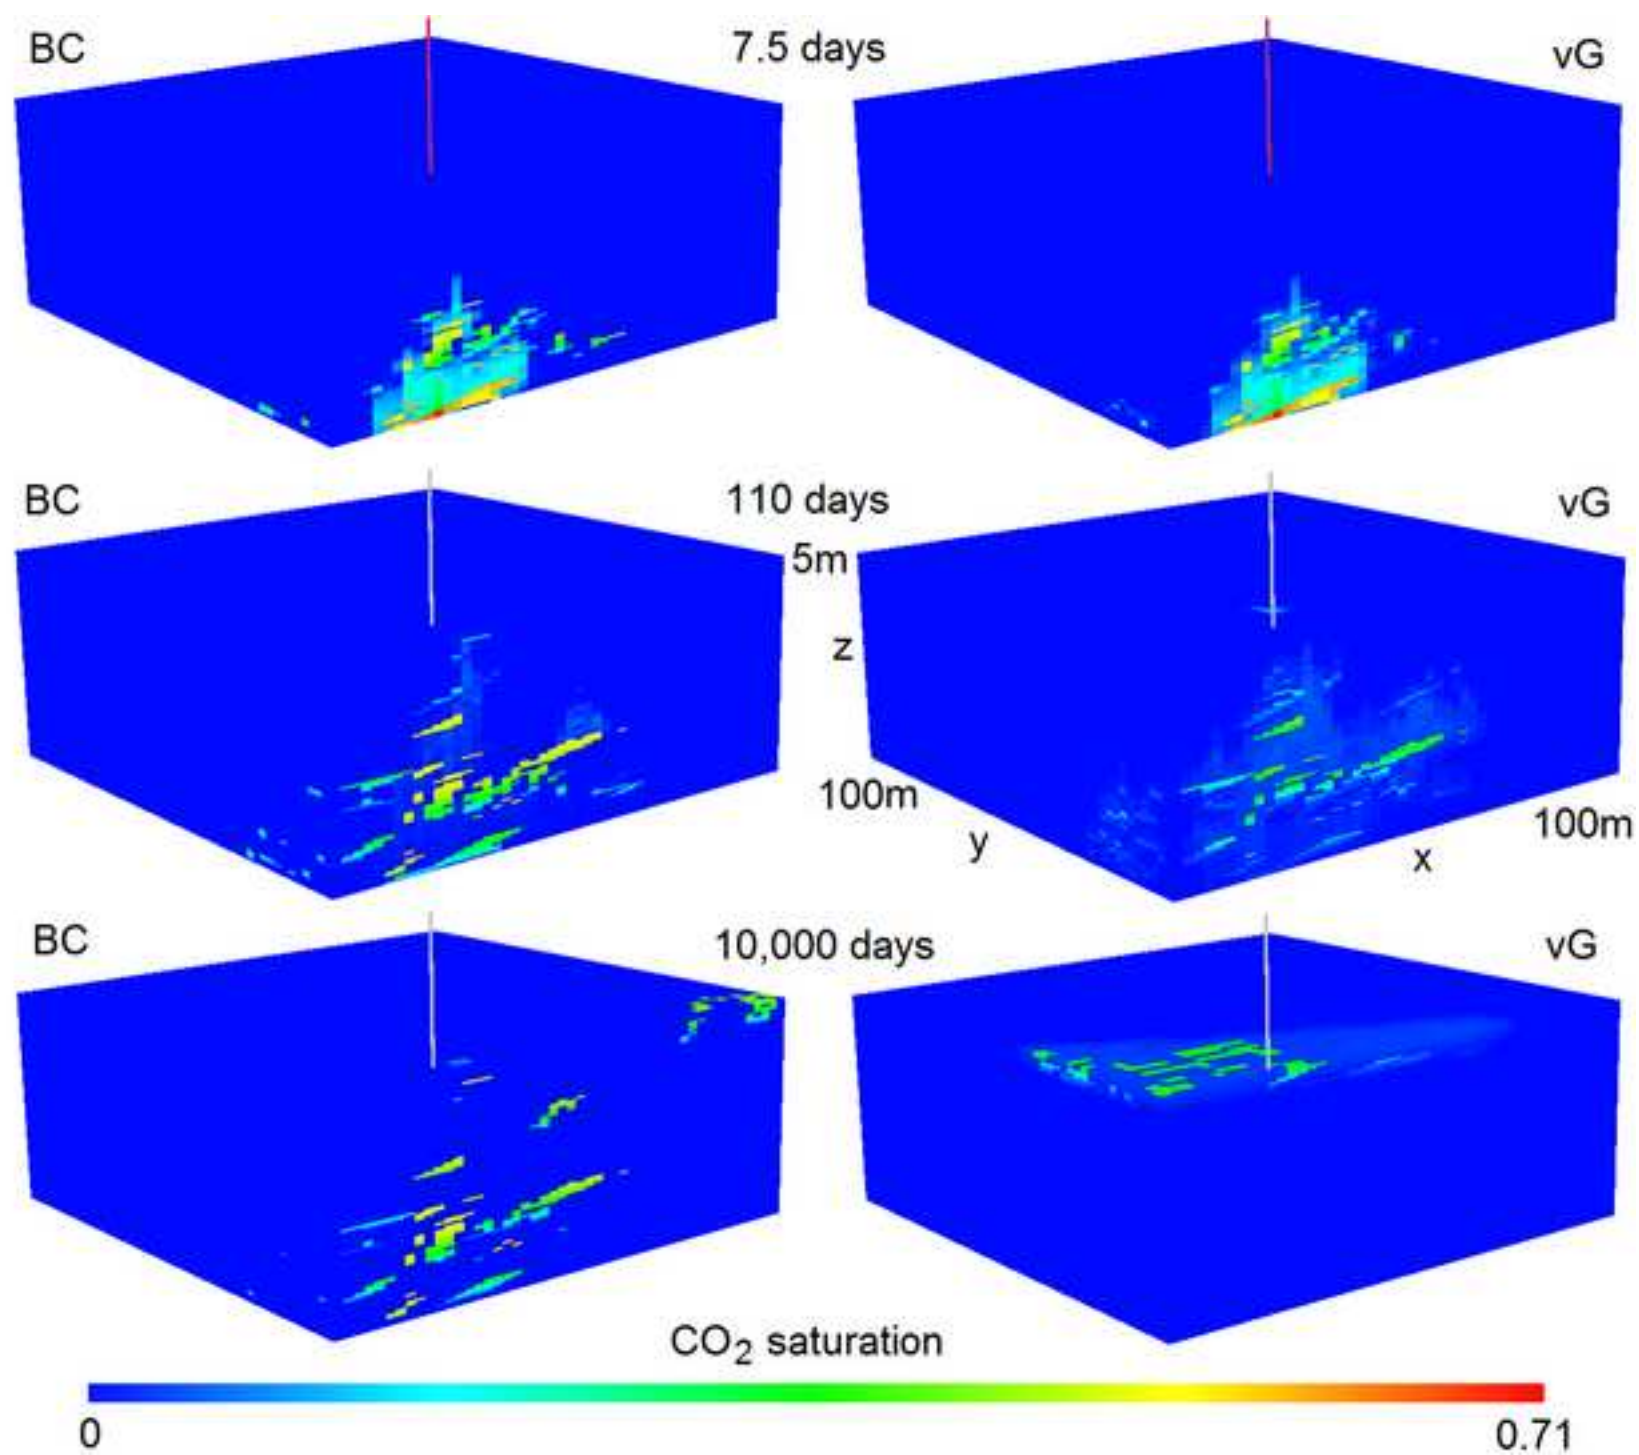 BC 7.5 days vG
BC 110 days vG
5m
z
100m
y
x
100m
BC 10,000 days vG
CO2 saturation
0 0.71